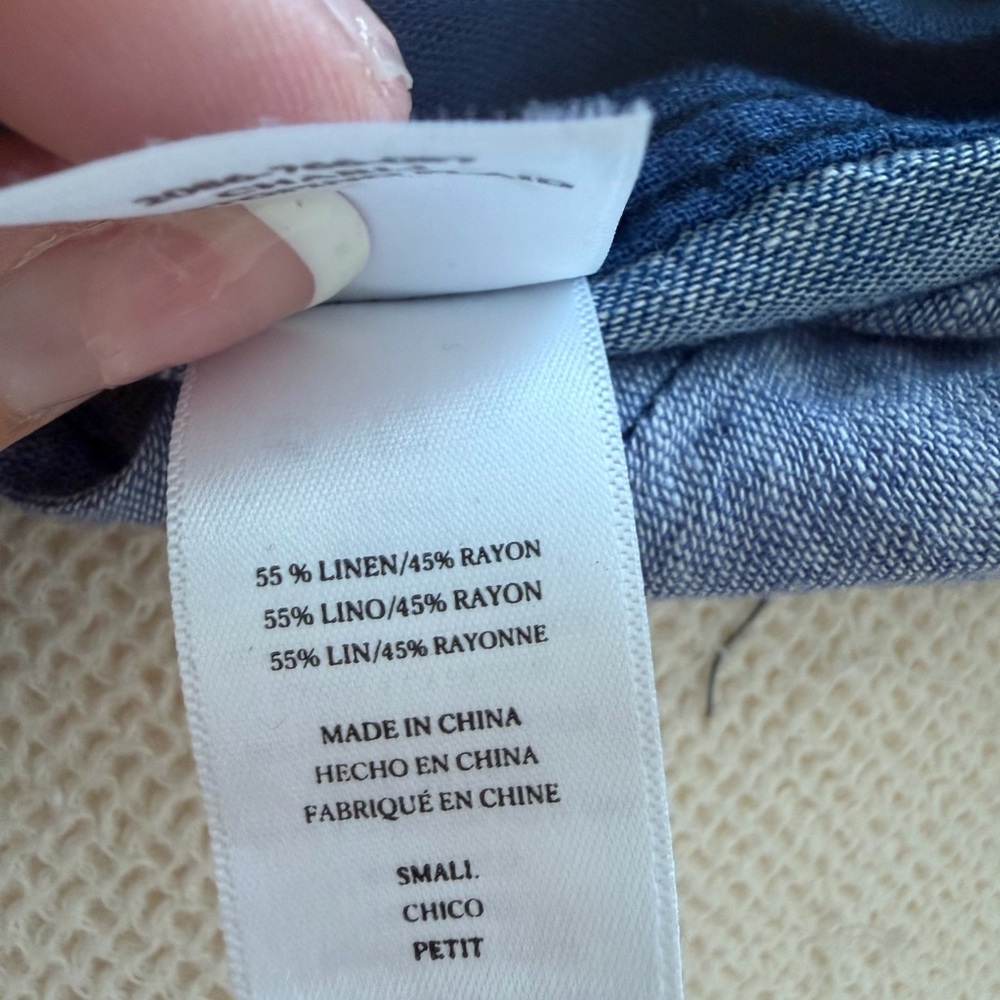 55 % LINEN/45% RAYON
55% LINO/45% RAYON
55% LIN/45% RAYONNE
MADE IN CHINA
HECHO EN CHINA
FABRIQUÉ EN CHINE
SMALL
CHICO
PETIT